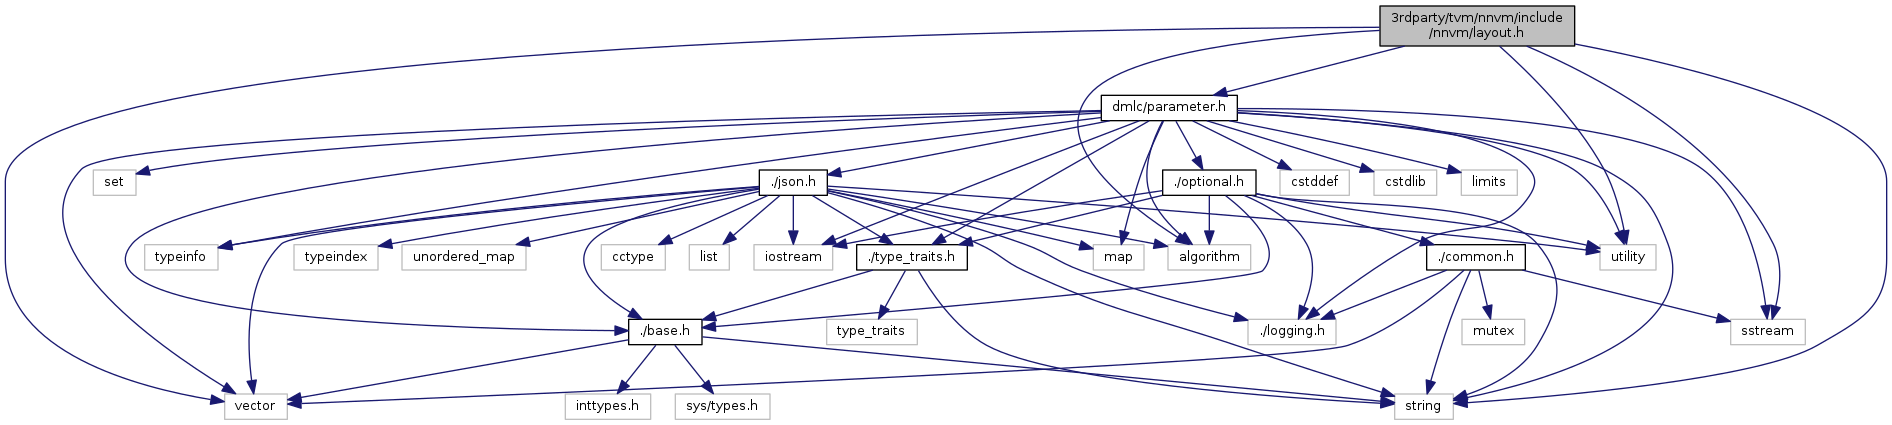 3rdparty/tvm/nnvm/include
/nnvm/layout.h
dmlc/parameter.h
set
./json.h
./optional.h
cstddef
cstdlib
limits
typeinfo
typeindex
unordered_map
cctype
list
iostream
./type_traits.h
map
algorithm
./common.h
utility
./base.h
type_traits
./logging.h
mutex
sstream
vector
inttypes.h
sys/types.h
string